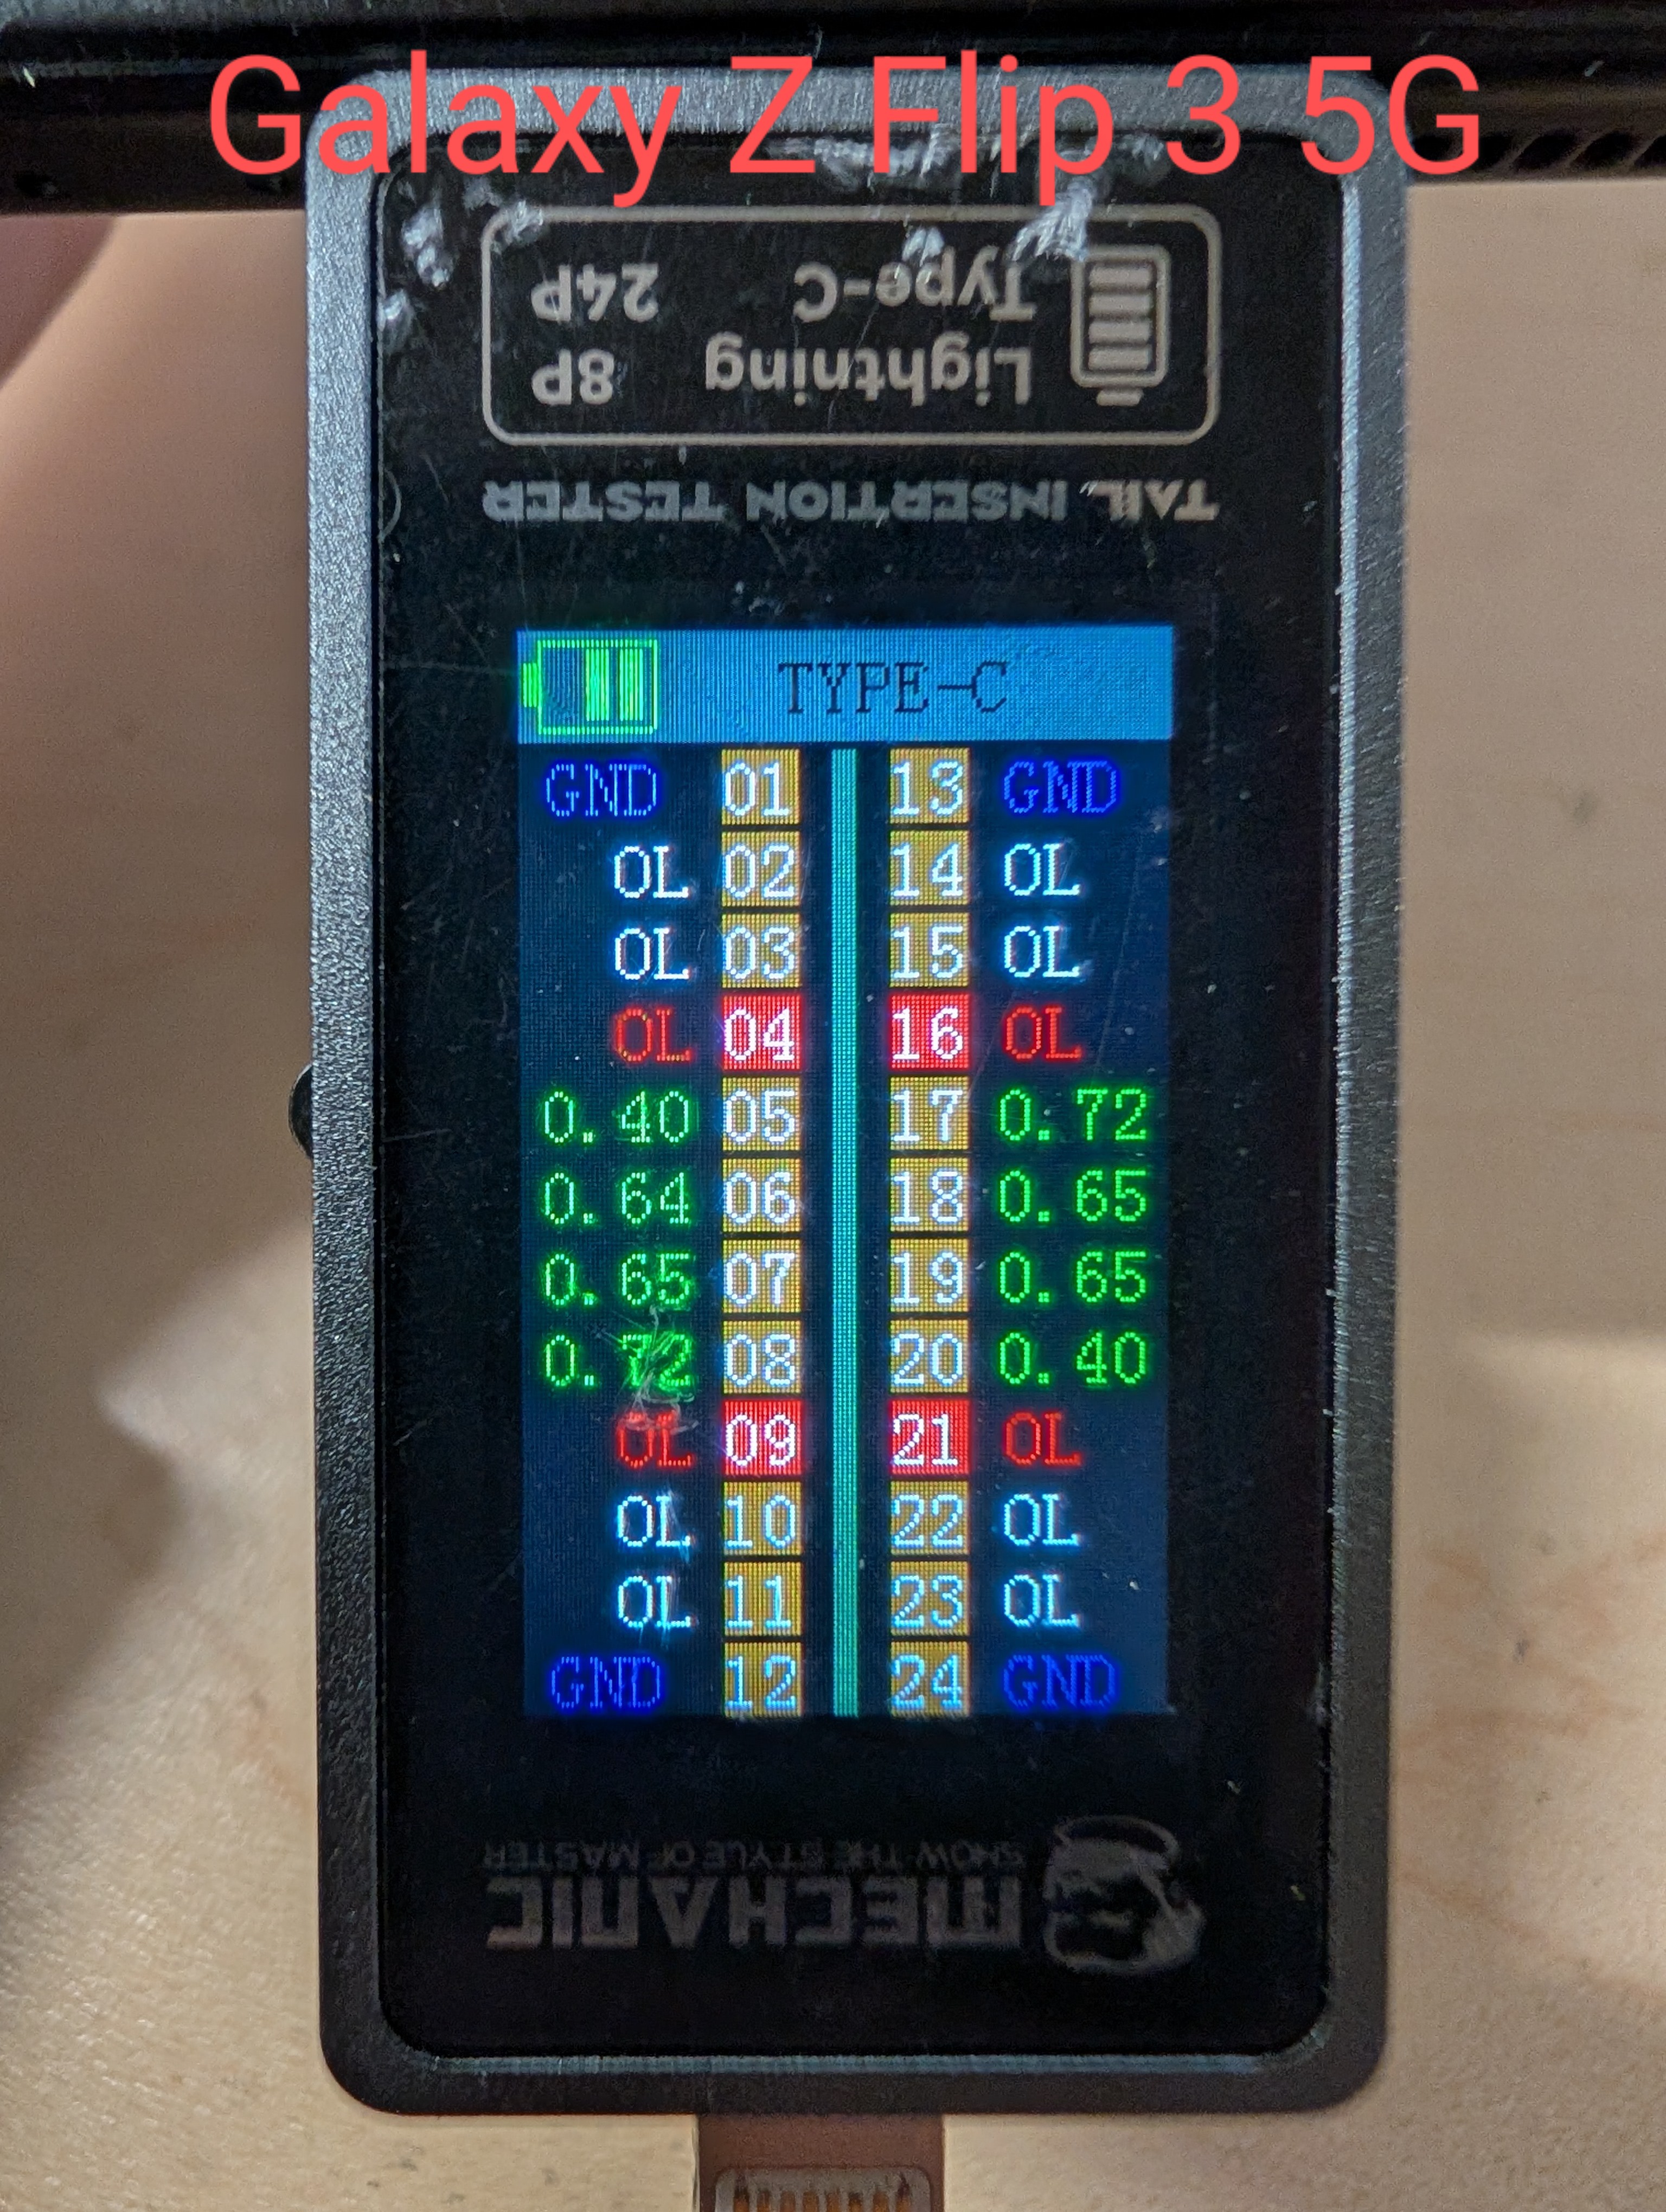 Galaxy Z Flip 3 5G
24P Type-C
8P Lightning
TAIL INSERTION TESTER
TYPE-C
GND 01 13 GND
OL 02 14 OL
OL 03 15 OL
OL 04 16 OL
0.40 05 17 0.72
0.64 06 18 0.65
0.65 07 19 0.65
0.72 08 20 0.40
OL 09 21 OL
OL 10 22 OL
OL 11 23 OL
GND 12 24 GND
SHOW THE STYLE OF MASTER
MECHANIC